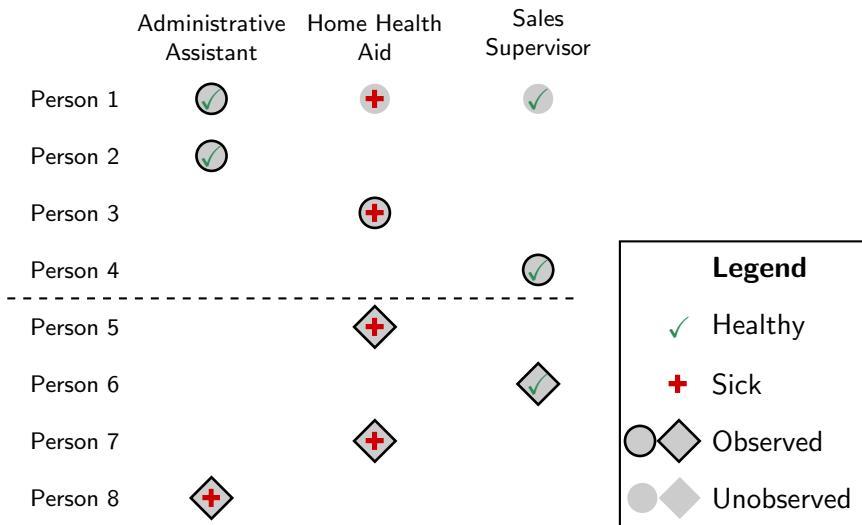 Administrative Assistant
Home Health Aid
Sales Supervisor
Person 1
Person 2
Person 3
Person 4
Person 5
Person 6
Person 7
Person 8
Legend
Healthy
Sick
Observed
Unobserved